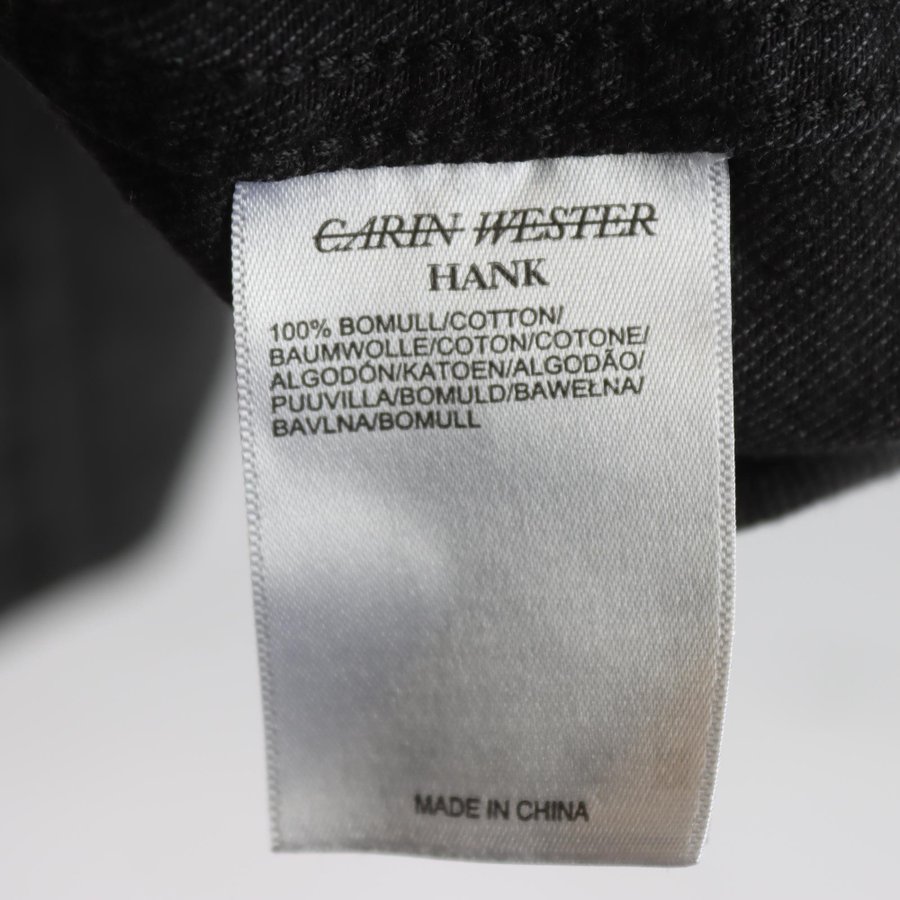 CARIN WESTER
HANK
100% BOMULL/COTTON/
BAUMWOLLE/COTON/COTONE/
ALGODÓN/KATOEN/ALGODÃO/
PUUVILLA/BOMULD/BAWEŁNA/
BAVLNA/BOMULL
MADE IN CHINA